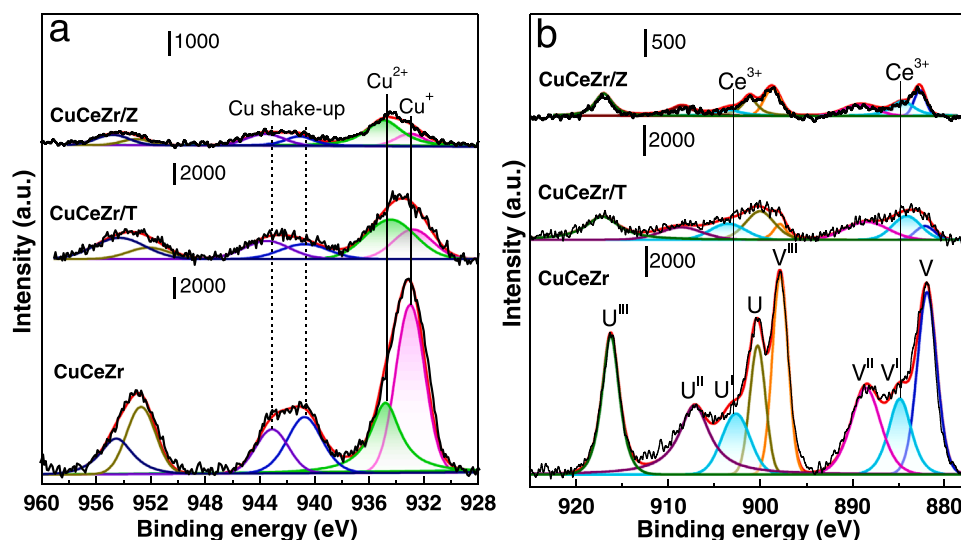 a
1000
Cu²⁺
Cu⁺
CuCeZr/Z
Cu shake-up
2000
CuCeZr/T
2000
CuCeZr
Intensity (a.u.)
960 956 952 948 944 940 936 932 928
Binding energy (eV)
b
500
Ce³⁺
Ce³⁺
CuCeZr/Z
2000
CuCeZr/T
2000
CuCeZr
Uᴵᴵᴵ
Uᴵᴵ
Uᴵ
U
Vᴵᴵᴵ
Vᴵᴵ
Vᴵ
V
Intensity (a.u.)
920 910 900 890 880
Binding energy (eV)